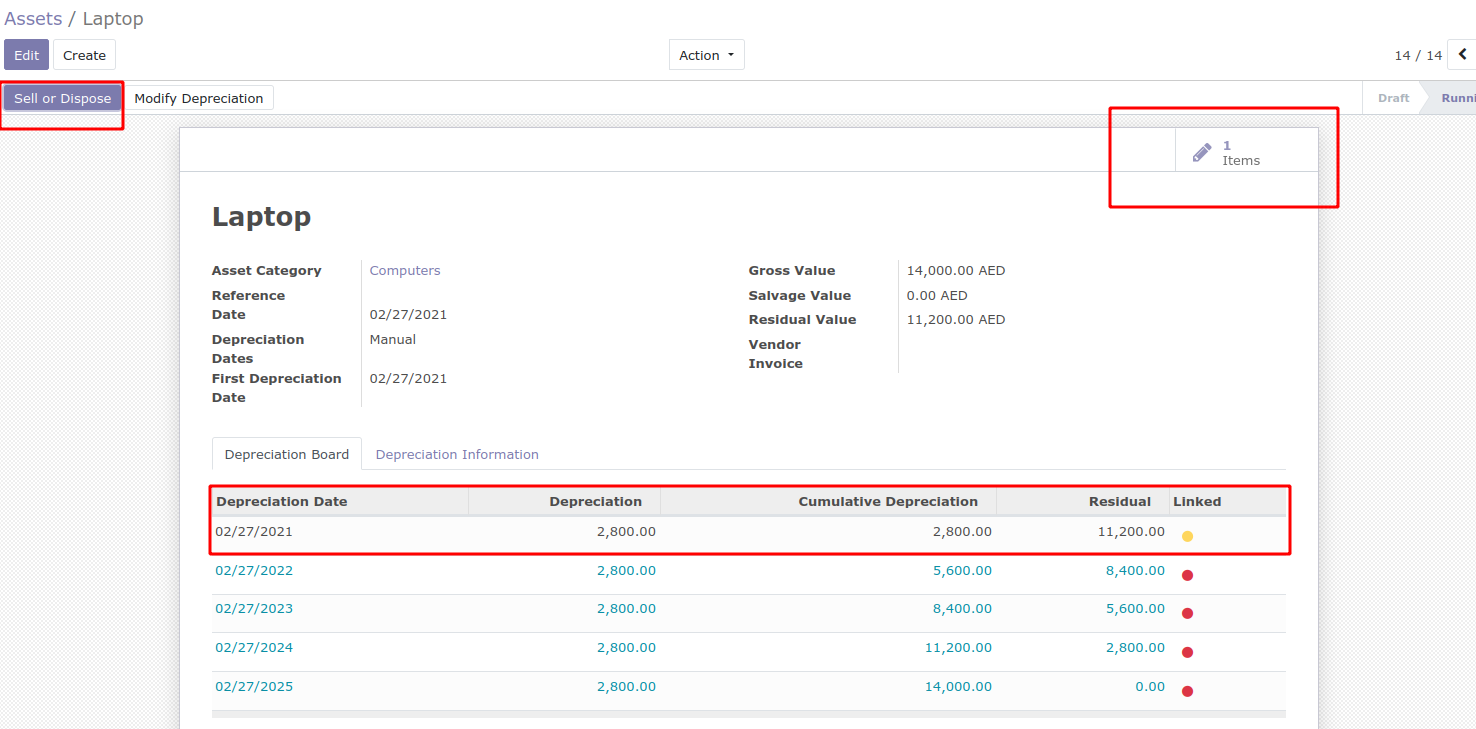 Assets / Laptop
Edit Create Action 14 / 14
Sell or Dispose Modify Depreciation Draft Runni
1
Items
Laptop
Asset Category Computers
Reference
Date 02/27/2021
Depreciation Manual
Dates
First Depreciation 02/27/2021
Date
Gross Value 14,000.00 AED
Salvage Value 0.00 AED
Residual Value 11,200.00 AED
Vendor
Invoice
Depreciation Board Depreciation Information
Depreciation Date Depreciation Cumulative Depreciation Residual Linked
02/27/2021 2,800.00 2,800.00 11,200.00
02/27/2022 2,800.00 5,600.00 8,400.00
02/27/2023 2,800.00 8,400.00 5,600.00
02/27/2024 2,800.00 11,200.00 2,800.00
02/27/2025 2,800.00 14,000.00 0.00